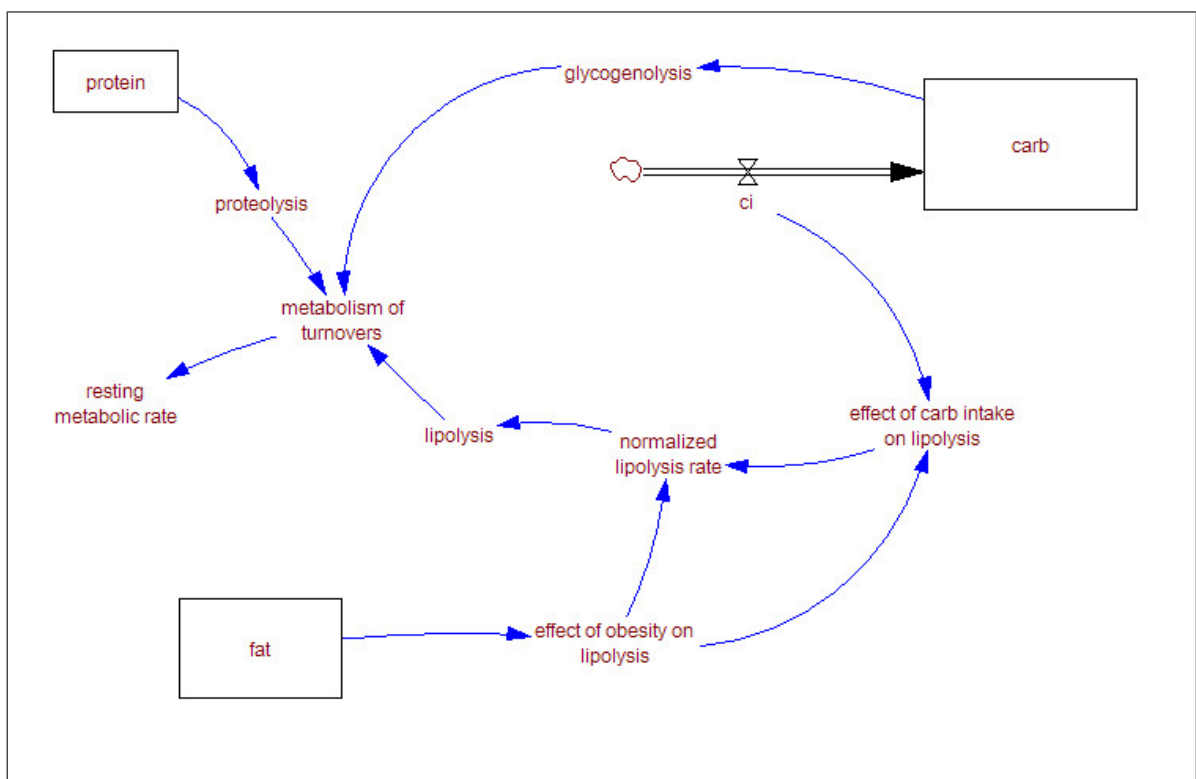 protein
glycogenolysis
carb
proteolysis
ci
metabolism of
turnovers
resting
metabolic rate
lipolysis
normalized
lipolysis rate
effect of carb intake
on lipolysis
fat
effect of obesity on
lipolysis